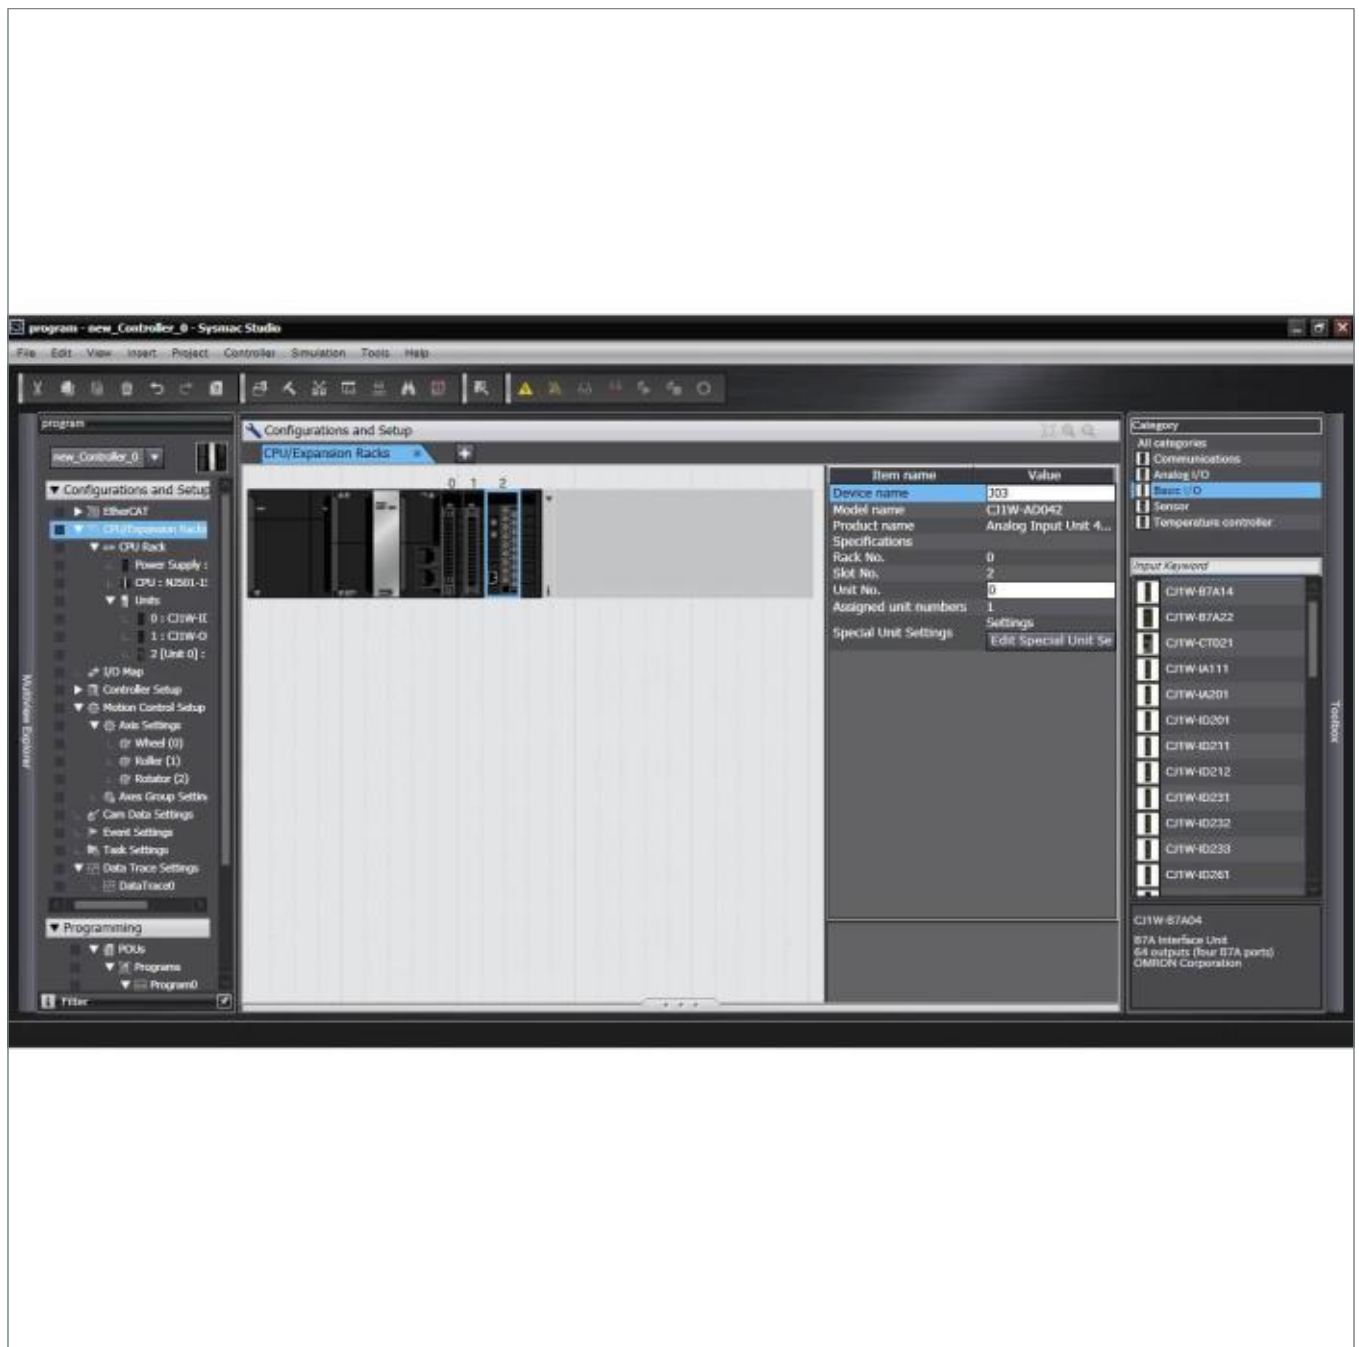 program - new_Controller_0 - Sysmac Studio
File Edit View Insert Project Controller Simulation Tools Help
program
new_Controller_0
Configurations and Setup
EtherCAT
CPU/Expansion Racks
CPU Rack
Power Supply :
CPU : NJ501-1
Units
0 : CJ1W-I
1 : CJ1W-O
2 [Unit 0] :
I/O Map
Controller Setup
Motion Control Setup
Axis Settings
Wheel (0)
Roller (1)
Rotator (2)
Axes Group Settin
Cam Data Settings
Event Settings
Task Settings
Data Trace Settings
DataTrace0
Programming
POUs
Programs
Program0
Filter
Multiview Explorer
Configurations and Setup
CPU/Expansion Racks
0 1 2
Item name Value
Device name J03
Model name CJ1W-AD042
Product name Analog Input Unit 4...
Specifications
Rack No. 0
Slot No. 2
Unit No. 0
Assigned unit numbers 1
Special Unit Settings Settings
Edit Special Unit Se
Category
All categories
Communications
Analog I/O
Basic I/O
Sensor
Temperature controller
Input Keyword
CJ1W-B7A14
CJ1W-B7A22
CJ1W-CT021
CJ1W-IA111
CJ1W-IA201
CJ1W-ID201
CJ1W-ID211
CJ1W-ID212
CJ1W-ID231
CJ1W-ID232
CJ1W-ID233
CJ1W-ID261
CJ1W-B7A04
B7A Interface Unit
64 outputs (four B7A ports)
OMRON Corporation
Toolbox